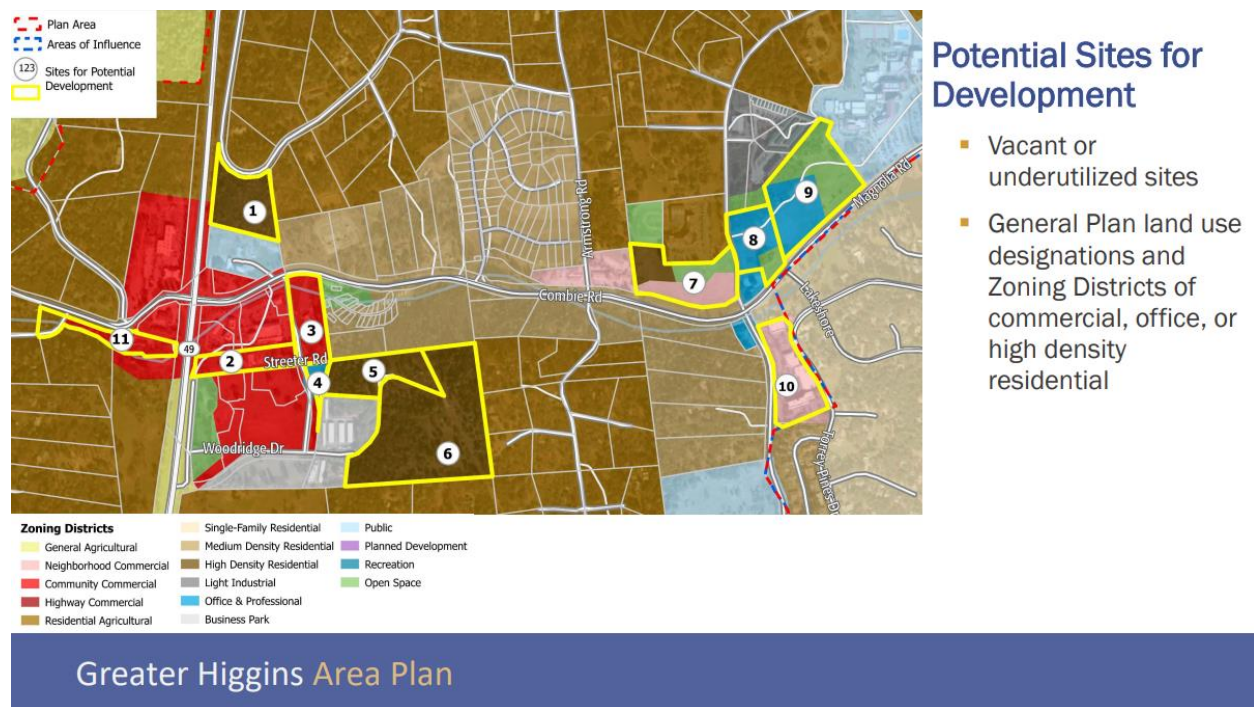 Plan Area
Areas of Influence
123
Sites for Potential
Development
1
2
3
4
5
6
7
8
9
10
11
49
Streeter Rd
Woodridge Dr
Combie Rd
Armstrong Rd
Magnolia Rd
Lakeshore
Torrey Pines Dr
Potential Sites for
Development
Vacant or
underutilized sites
General Plan land use
designations and
Zoning Districts of
commercial, office, or
high density
residential
Zoning Districts
General Agricultural
Neighborhood Commercial
Community Commercial
Highway Commercial
Residential Agricultural
Single-Family Residential
Medium Density Residential
High Density Residential
Light Industrial
Office & Professional
Business Park
Public
Planned Development
Recreation
Open Space
Greater Higgins Area Plan